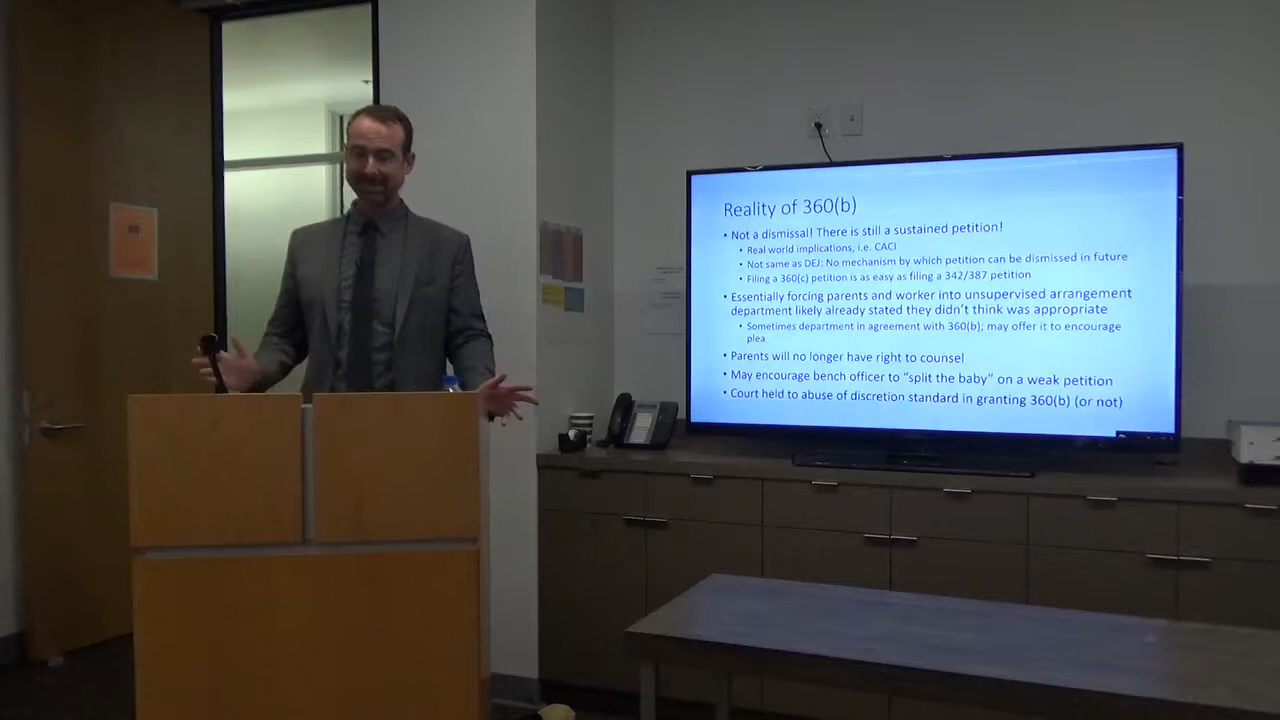 Reality of 360(b)
• Not a dismissal! There is still a sustained petition!
• Real world implications, i.e. CACI
• Not same as DEJ: No mechanism by which petition can be dismissed in future
• Filing a 360(c) petition is as easy as filing a 342/387 petition
• Essentially forcing parents and worker into unsupervised arrangement
department likely already stated they didn't think was appropriate
• Sometimes department in agreement with 360(b); may offer it to encourage
plea
• Parents will no longer have right to counsel
• May encourage bench officer to "split the baby" on a weak petition
• Court held to abuse of discretion standard in granting 360(b) (or not)